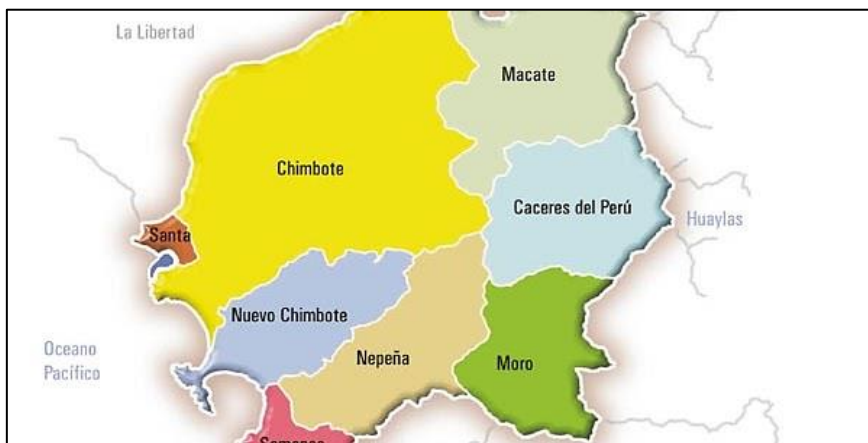 La Libertad
Macate
Chimbote
Caceres del Perú
Santa
Huaylas
Nuevo Chimbote
Oceano
Pacífico
Nepeña
Moro